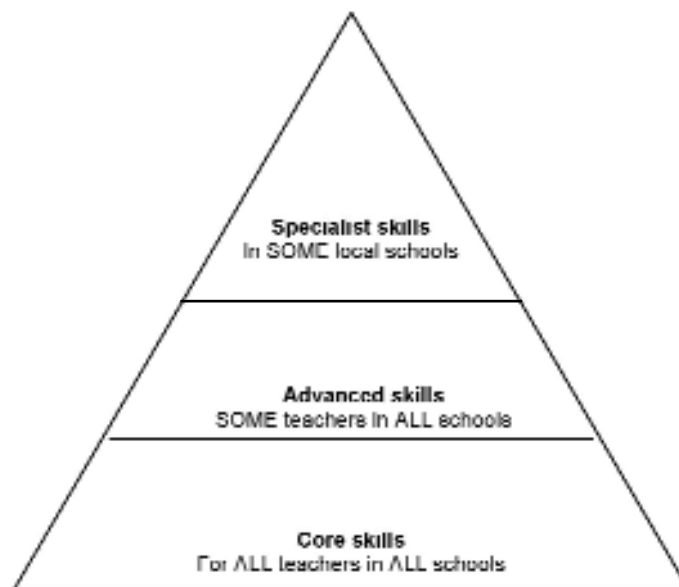 Specialist skills
In SOME local schools
Advanced skills
SOME teachers in ALL schools
Core skills
For ALL teachers in ALL schools